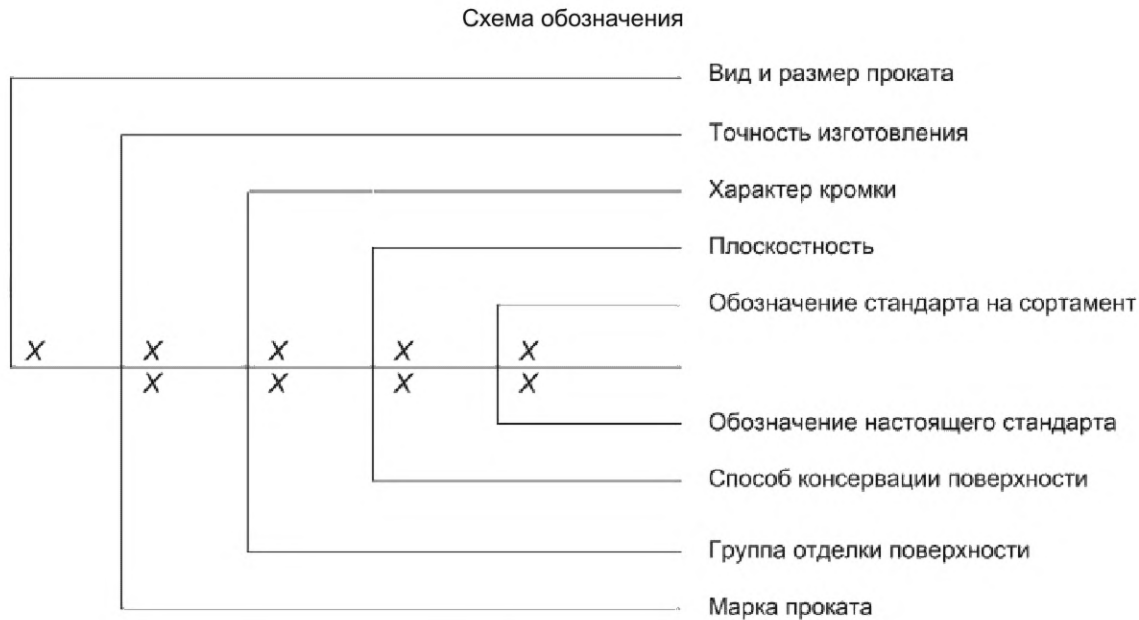 Схема обозначения
Вид и размер проката
Точность изготовления
Характер кромки
Плоскостность
Обозначение стандарта на сортамент
X X X X X
X X X X
Обозначение настоящего стандарта
Способ консервации поверхности
Группа отделки поверхности
Марка проката